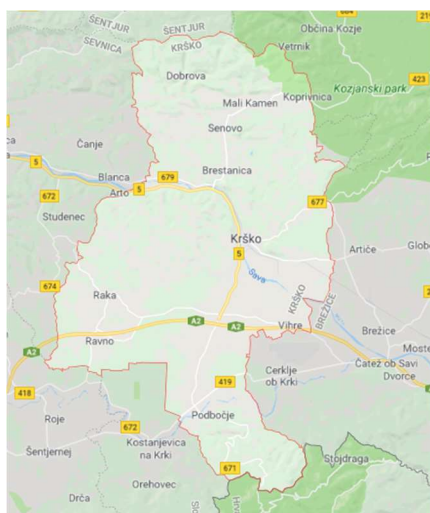 ŠENTJUR
ŠENTJUR
Občina Kozje
SEVNICA
KRŠKO
Vetrnik
Dobrova
423
Kozjanski park
Koprivnica
Mali Kamen
Senovo
Čanje
5
Blanca
679
Brestanica
Arto
5
672
677
Studenec
Krško
Artiče
5
Sava
674
Raka
KRŠKO
BREŽICE
A2
A2
Vihre
Brežice
A2
Ravno
Čatež ob Savi
Dvorce
Cerklje
ob Krki
419
418
Podbočje
Roje
672
Kostanjevica
na Krki
Šentjernej
671
Stojdraga
Orehovec
Drča